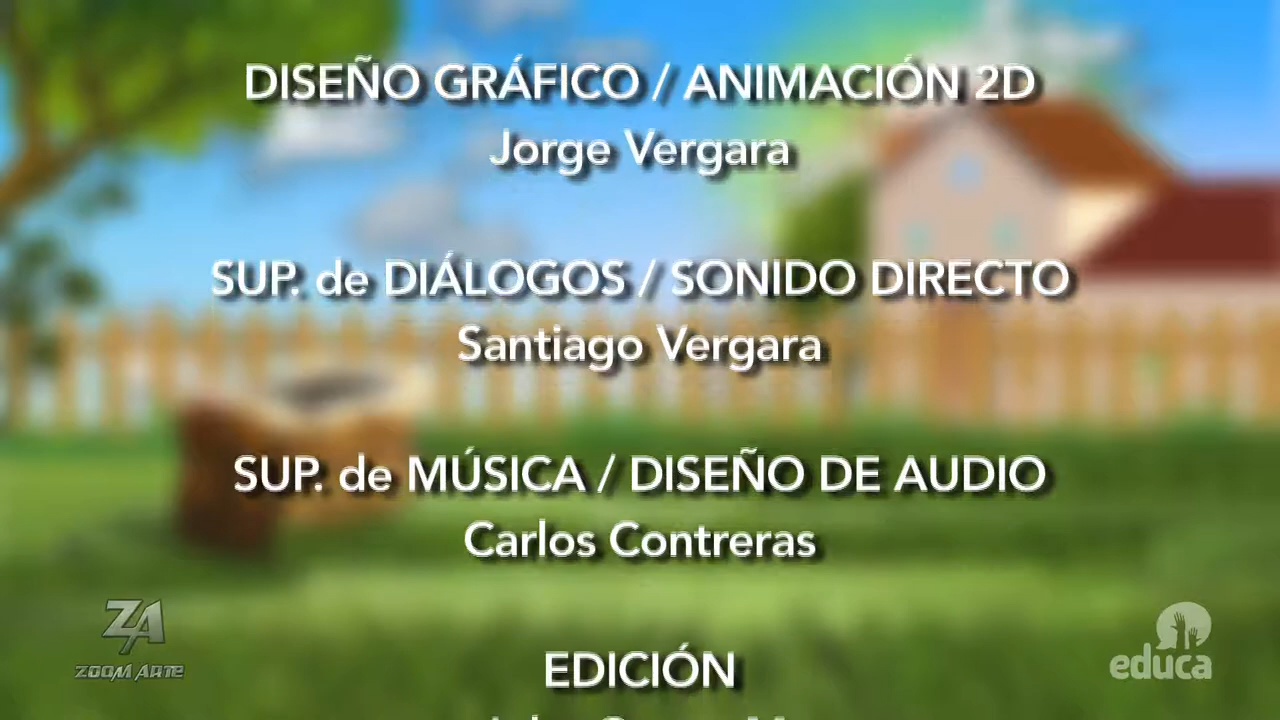 DISEÑO GRÁFICO / ANIMACIÓN 2D
Jorge Vergara
SUP. de DIÁLOGOS / SONIDO DIRECTO
Santiago Vergara
SUP. de MÚSICA / DISEÑO DE AUDIO
Carlos Contreras
EDICIÓN
ZA
ZOOM ARTE
educa